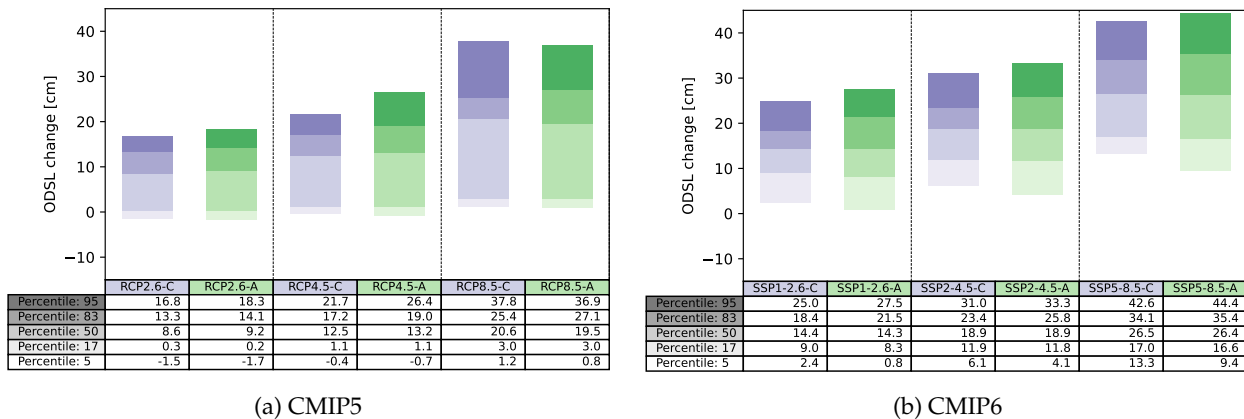 40
30
20
10
0
−10
ODSL change [cm]
RCP2.6-C RCP2.6-A RCP4.5-C RCP4.5-A RCP8.5-C RCP8.5-A
Percentile: 95 16.8 18.3 21.7 26.4 37.8 36.9
Percentile: 83 13.3 14.1 17.2 19.0 25.4 27.1
Percentile: 50 8.6 9.2 12.5 13.2 20.6 19.5
Percentile: 17 0.3 0.2 1.1 1.1 3.0 3.0
Percentile: 5 -1.5 -1.7 -0.4 -0.7 1.2 0.8
(a) CMIP5
40
30
20
10
0
−10
ODSL change [cm]
SSP1-2.6-C SSP1-2.6-A SSP2-4.5-C SSP2-4.5-A SSP5-8.5-C SSP5-8.5-A
Percentile: 95 25.0 27.5 31.0 33.3 42.6 44.4
Percentile: 83 18.4 21.5 23.4 25.8 34.1 35.4
Percentile: 50 14.4 14.3 18.9 18.9 26.5 26.4
Percentile: 17 9.0 8.3 11.9 11.8 17.0 16.6
Percentile: 5 2.4 0.8 6.1 4.1 13.3 9.4
(b) CMIP6